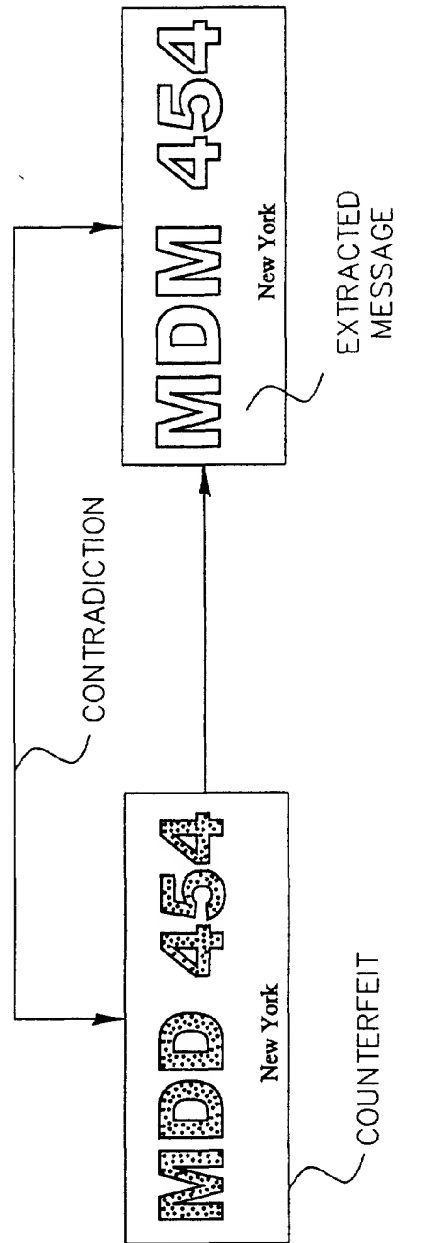 CONTRADICTION
MDD 454
New York
COUNTERFEIT
MDM 454
New York
EXTRACTED
MESSAGE